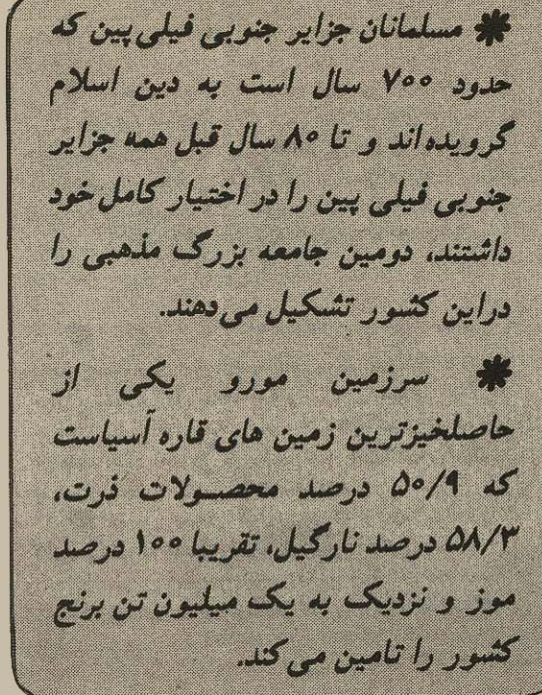 ✽ مسلمانان جزایر جنوبی فیلی پین که
حدود ۷۰۰ سال است به دین اسلام
گرویده‌اند و تا ۸۰ سال قبل همه جزایر
جنوبی فیلی پین را در اختیار کامل خود
داشتند، دومین جامعه بزرگ مذهبی را
دراین کشور تشکیل می‌دهند.
✽ سرزمین مورو یکی از
حاصلخیزترین زمین های قاره آسیاست
که ۵۰/۹ درصد محصولات ذرت،
۵۸/۳ درصد نارگیل، تقریبا ۱۰۰ درصد
موز و نزدیک به یک میلیون تن برنج
کشور را تامین می‌کند.